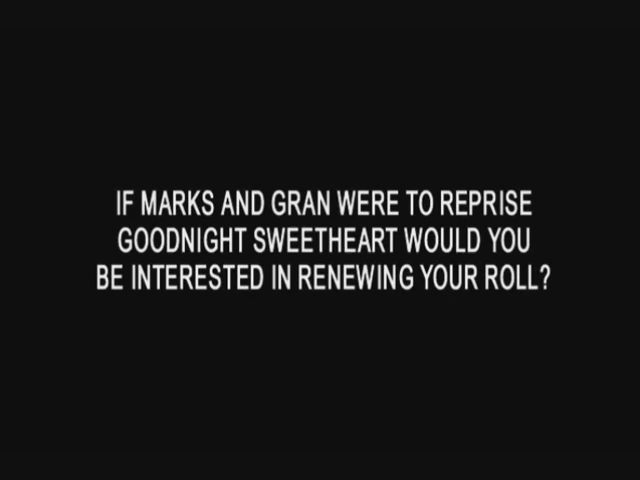 IF MARKS AND GRAN WERE TO REPRISE
GOODNIGHT SWEETHEART WOULD YOU
BE INTERESTED IN RENEWING YOUR ROLL?